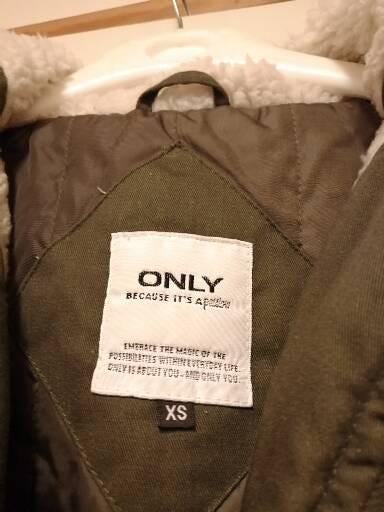 ONLY
BECAUSE IT'S A passion
EMBRACE THE MAGIC OF THE
POSSIBILITIES WITHIN EVERYDAY LIFE.
ONLY IS ABOUT YOU - AND ONLY YOU.
XS